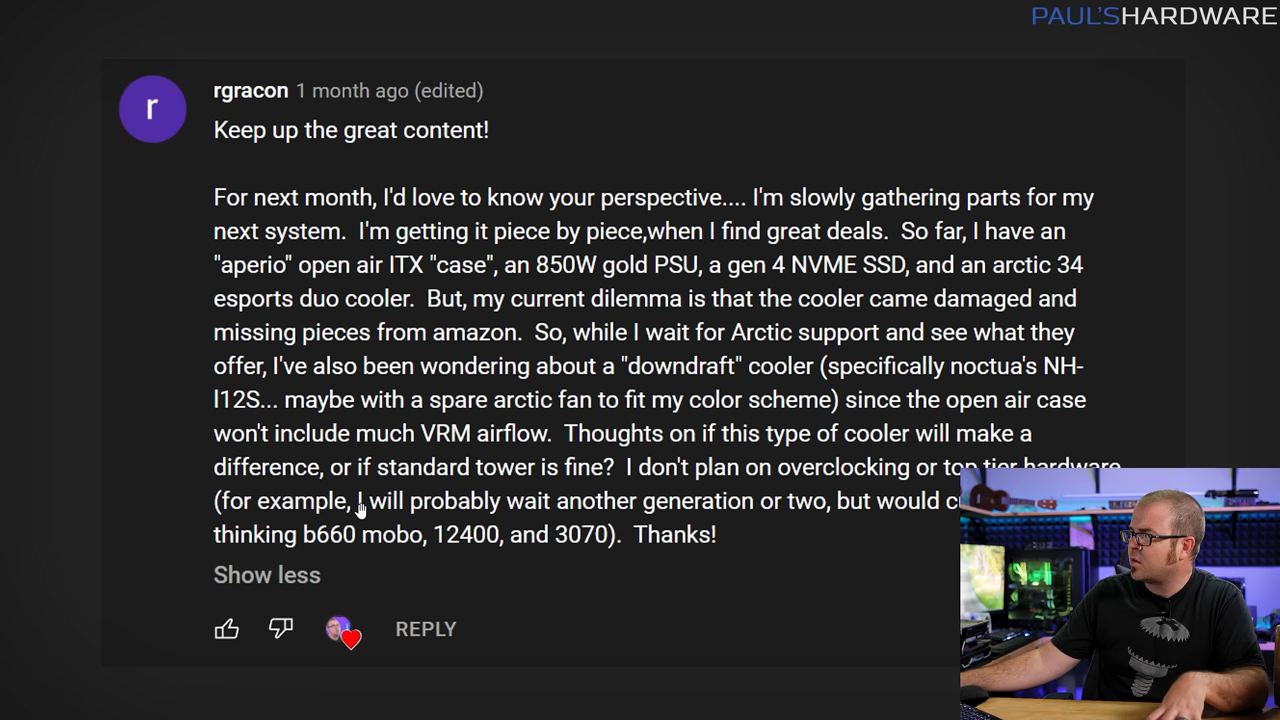 PAUL'SHARDWARE
r
rgracon 1 month ago (edited)
Keep up the great content!
For next month, I'd love to know your perspective.... I'm slowly gathering parts for my
next system.  I'm getting it piece by piece,when I find great deals.  So far, I have an
"aperio" open air ITX "case", an 850W gold PSU, a gen 4 NVME SSD, and an arctic 34
esports duo cooler.  But, my current dilemma is that the cooler came damaged and
missing pieces from amazon.  So, while I wait for Arctic support and see what they
offer, I've also been wondering about a "downdraft" cooler (specifically noctua's NH-
l12S... maybe with a spare arctic fan to fit my color scheme) since the open air case
won't include much VRM airflow.  Thoughts on if this type of cooler will make a
difference, or if standard tower is fine?  I don't plan on overclocking or top tier hardware
(for example, I will probably wait another generation or two, but would
thinking b660 mobo, 12400, and 3070).  Thanks!
Show less
REPLY